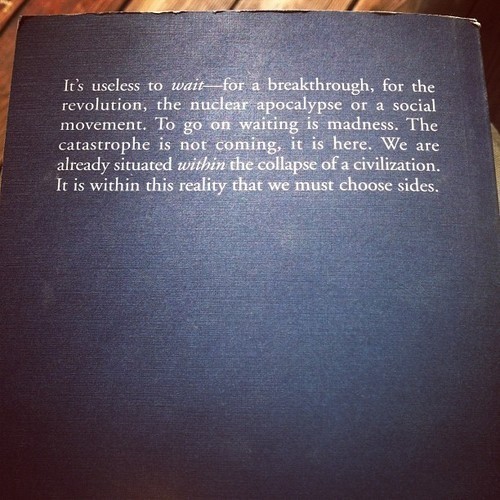 It's useless to wait—for a breakthrough, for the
revolution, the nuclear apocalypse or a social
movement. To go on waiting is madness. The
catastrophe is not coming, it is here. We are
already situated within the collapse of a civilization.
It is within this reality that we must choose sides.